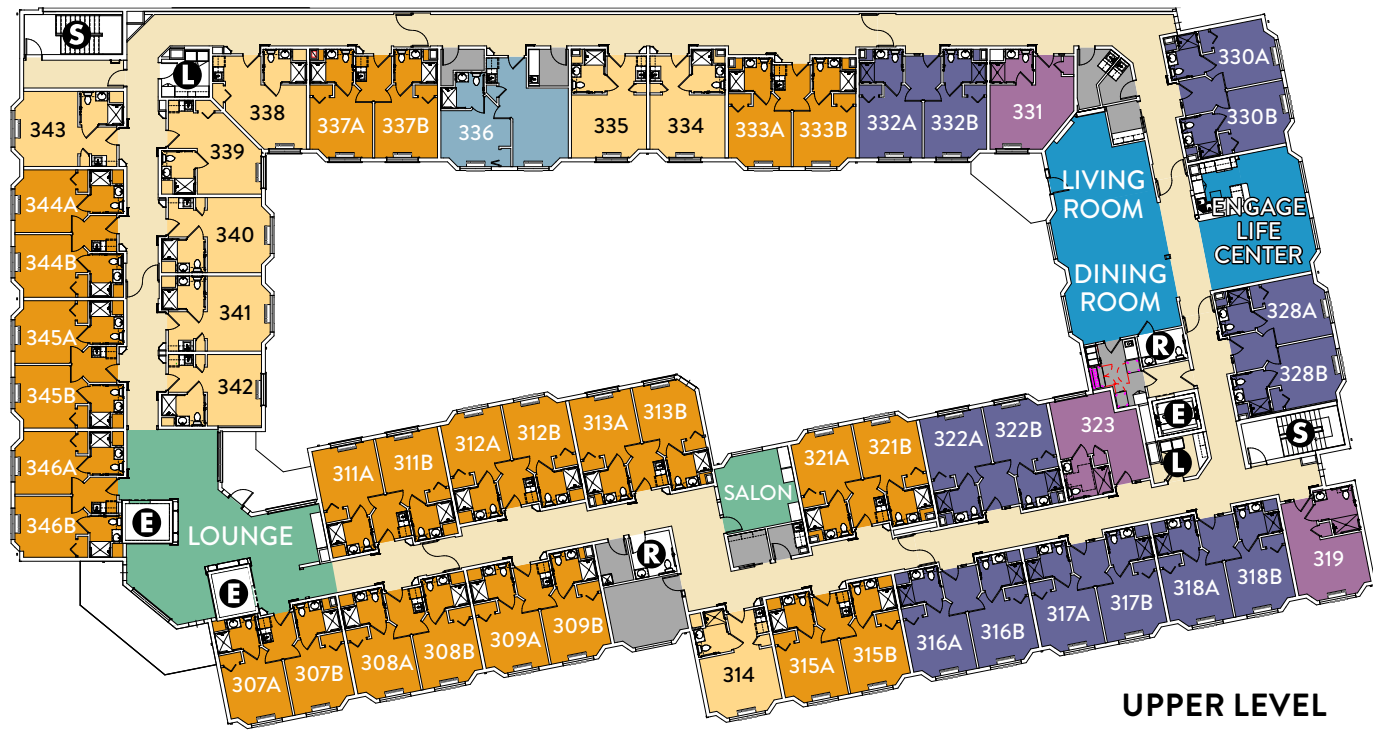 S
L
338
337A
337B
336
335
334
333A
333B
332A
332B
331
330A
330B
343
339
344A
344B
340
345A
341
345B
342
346A
346B
LIVING
ROOM
DINING
ROOM
ENGAGE
LIFE
CENTER
328A
328B
R
E
S
L
E
LOUNGE
E
311A
311B
312A
312B
313A
313B
SALON
321A
321B
322A
322B
323
307A
307B
308A
308B
309A
309B
R
314
315A
315B
316A
316B
317A
317B
318A
318B
319
UPPER LEVEL